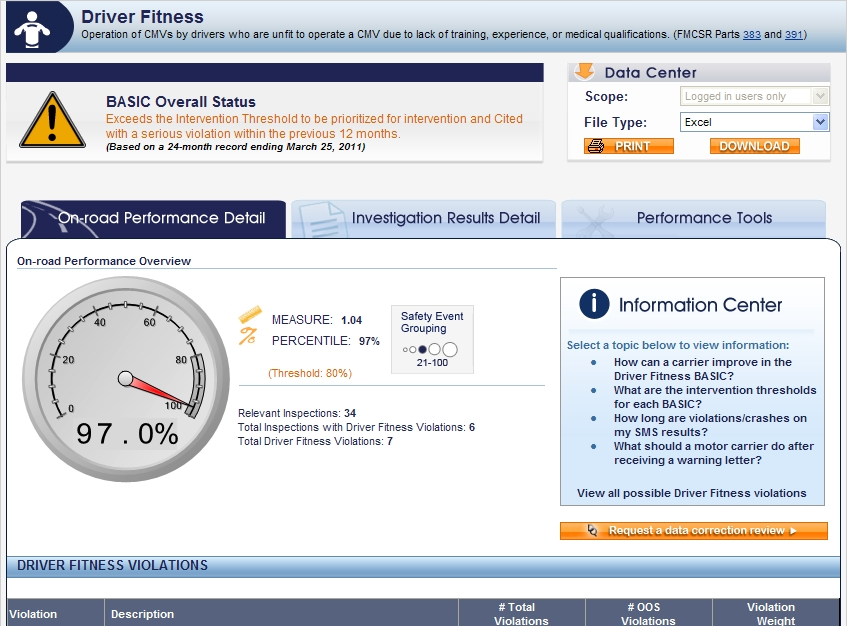 Driver Fitness
Operation of CMVs by drivers who are unfit to operate a CMV due to lack of training, experience, or medical qualifications. (FMCSR Parts 383 and 391)
BASIC Overall Status
Exceeds the Intervention Threshold to be prioritized for intervention and Cited
with a serious violation within the previous 12 months.
(Based on a 24-month record ending March 25, 2011)
Data Center
Scope: Logged in users only
File Type: Excel
PRINT DOWNLOAD
On-road Performance Detail
Investigation Results Detail
Performance Tools
On-road Performance Overview
0
20
40
60
80
100
97.0%
MEASURE: 1.04
PERCENTILE: 97%
(Threshold: 80%)
Safety Event
Grouping
21-100
Relevant Inspections: 34
Total Inspections with Driver Fitness Violations: 6
Total Driver Fitness Violations: 7
i Information Center
Select a topic below to view information:
• How can a carrier improve in the
Driver Fitness BASIC?
• What are the intervention thresholds
for each BASIC?
• How long are violations/crashes on
my SMS results?
• What should a motor carrier do after
receiving a warning letter?
View all possible Driver Fitness violations
Request a data correction review
DRIVER FITNESS VIOLATIONS
Violation
Description
# Total
Violations
# OOS
Violations
Violation
Weight